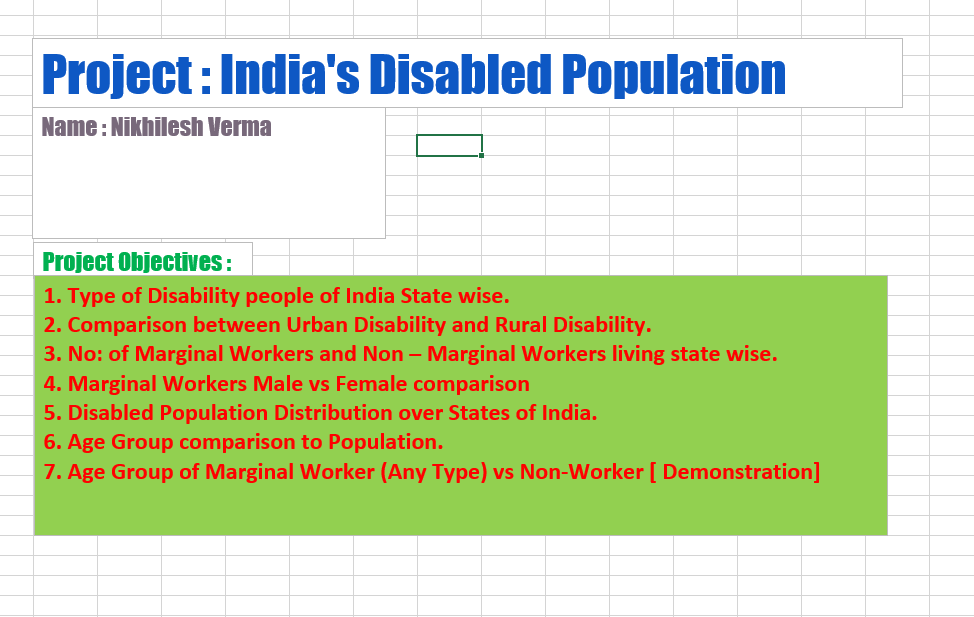 Project : India's Disabled Population
Name : Nikhilesh Verma
Project Objectives :
1. Type of Disability people of India State wise.
2. Comparison between Urban Disability and Rural Disability.
3. No: of Marginal Workers and Non – Marginal Workers living state wise.
4. Marginal Workers Male vs Female comparison
5. Disabled Population Distribution over States of India.
6. Age Group comparison to Population.
7. Age Group of Marginal Worker (Any Type) vs Non-Worker [ Demonstration]